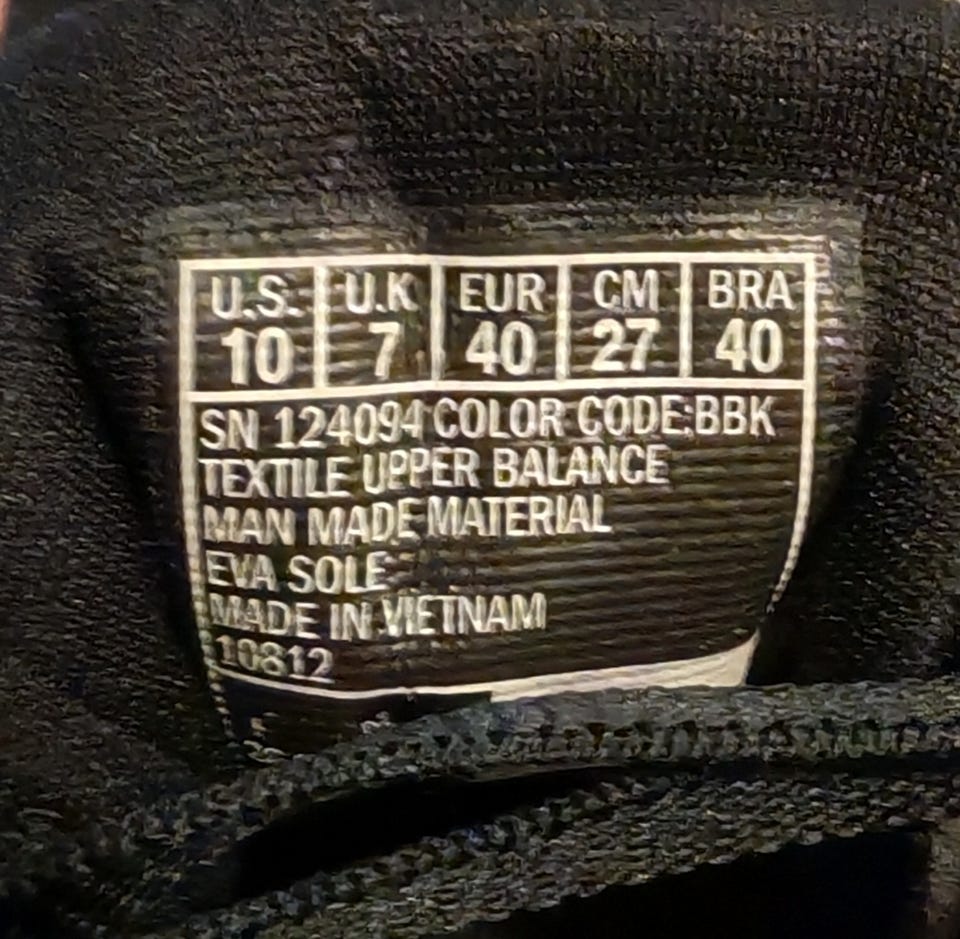 U.S. U.K EUR CM BRA
10 7 40 27 40
SN 124094 COLOR CODE:BBK
TEXTILE UPPER BALANCE
MAN MADE MATERIAL
EVA SOLE
MADE IN VIETNAM
10812